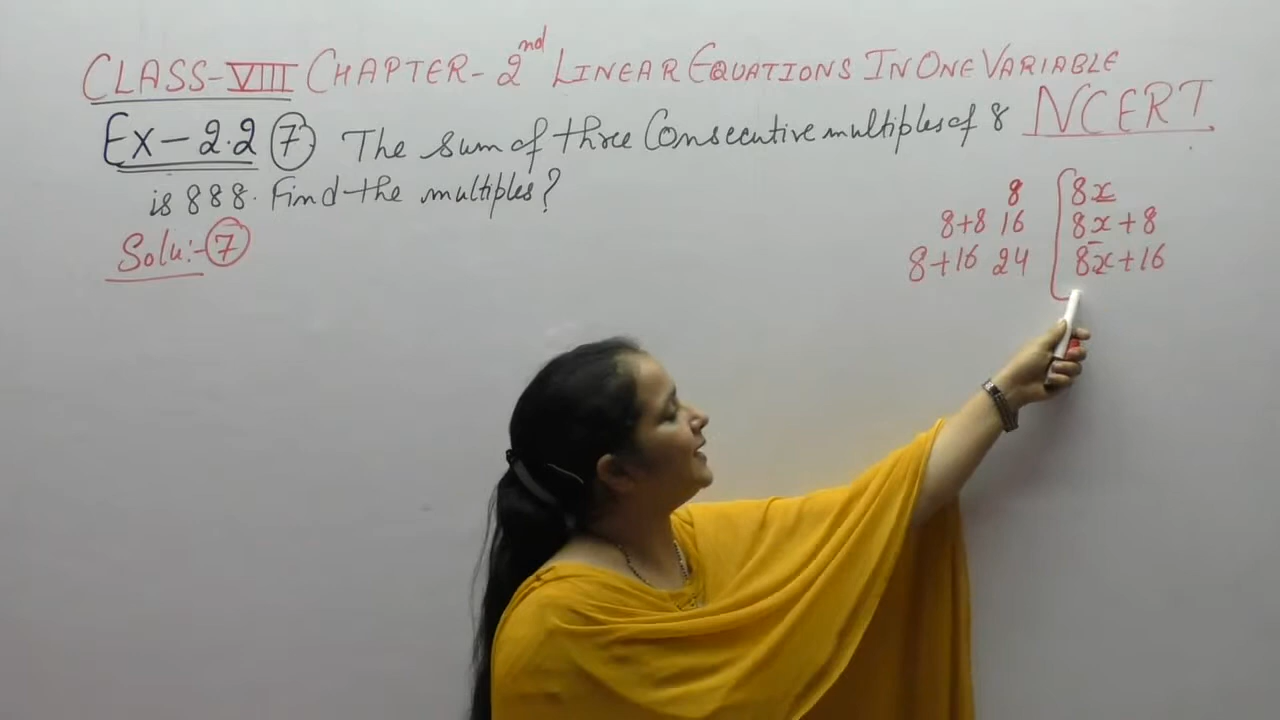 CLASS-VIII CHAPTER-2nd LINEAR EQUATIONS IN ONE VARIABLE
NCERT
Ex-2.2 7 The sum of three Consecutive multiples of 8
is 888. Find the multiples?
Solu:-7
8 8x
8+8 16 8x+8
8+16 24 8x+16